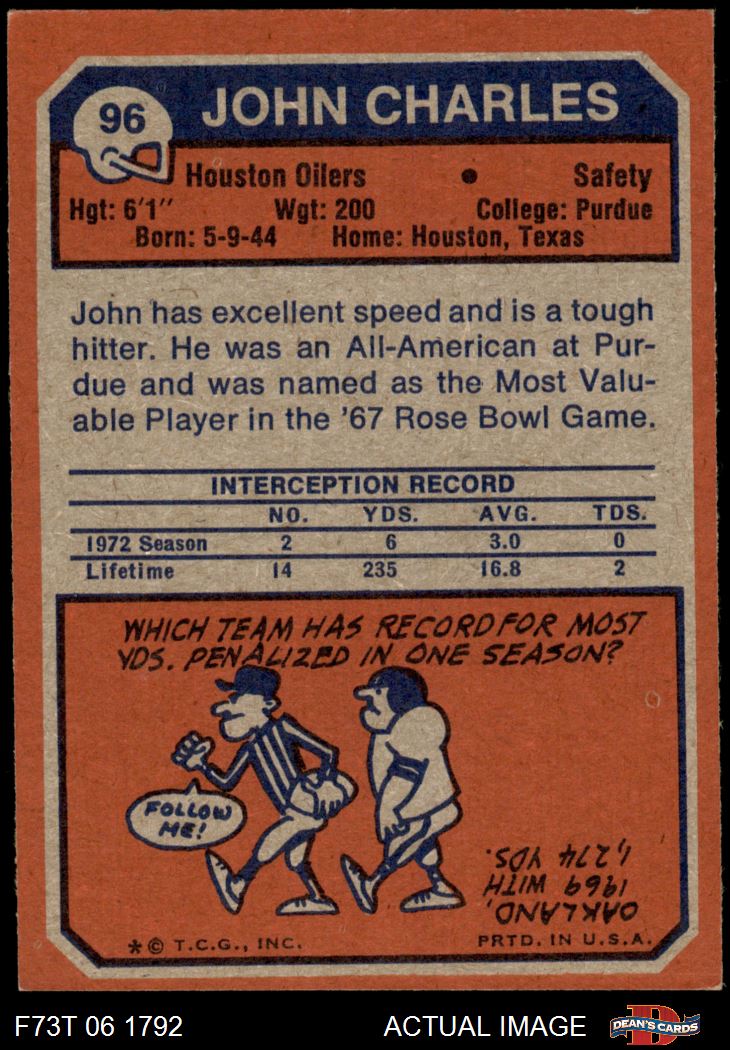 96
JOHN CHARLES
Houston Oilers • Safety
Hgt: 6'1" Wgt: 200 College: Purdue
Born: 5-9-44 Home: Houston, Texas
John has excellent speed and is a tough
hitter. He was an All-American at Pur-
due and was named as the Most Valu-
able Player in the '67 Rose Bowl Game.
INTERCEPTION RECORD
NO. YDS. AVG. TDS.
1972 Season 2 6 3.0 0
Lifetime 14 235 16.8 2
WHICH TEAM HAS RECORD FOR MOST
YDS. PENALIZED IN ONE SEASON?
FOLLOW
ME!
OAKLAND,
1969 WITH
1,274 YDS.
*© T.C.G., INC. PRTD. IN U.S.A.
F73T 06 1792 ACTUAL IMAGE
D
DEAN'S CARDS